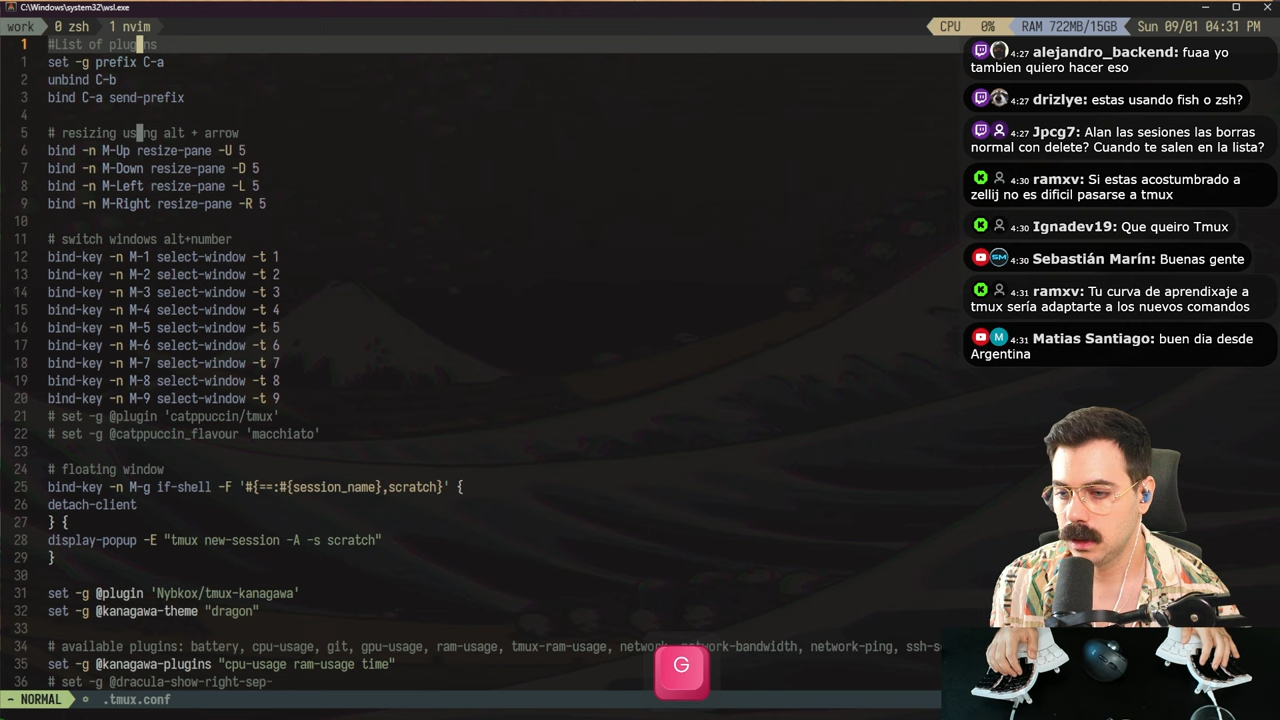 C:\Windows\system32\wsl.exe
work 0 zsh 1 nvim
CPU 0% RAM 722MB/15GB Sun 09/01 04:31 PM
1 #List of plugins
1 set -g prefix C-a
2 unbind C-b
3 bind C-a send-prefix
4
5 # resizing using alt + arrow
6 bind -n M-Up resize-pane -U 5
7 bind -n M-Down resize-pane -D 5
8 bind -n M-Left resize-pane -L 5
9 bind -n M-Right resize-pane -R 5
10
11 # switch windows alt+number
12 bind-key -n M-1 select-window -t 1
13 bind-key -n M-2 select-window -t 2
14 bind-key -n M-3 select-window -t 3
15 bind-key -n M-4 select-window -t 4
16 bind-key -n M-5 select-window -t 5
17 bind-key -n M-6 select-window -t 6
18 bind-key -n M-7 select-window -t 7
19 bind-key -n M-8 select-window -t 8
20 bind-key -n M-9 select-window -t 9
21 # set -g @plugin 'catppuccin/tmux'
22 # set -g @catppuccin_flavour 'macchiato'
23
24 # floating window
25 bind-key -n M-g if-shell -F '#{==:#{session_name},scratch}' {
26 detach-client
27 } {
28 display-popup -E "tmux new-session -A -s scratch"
29 }
30
31 set -g @plugin 'Nybkox/tmux-kanagawa'
32 set -g @kanagawa-theme "dragon"
33
34 # available plugins: battery, cpu-usage, git, gpu-usage, ram-usage, tmux-ram-usage, network, network-bandwidth, network-ping, ssh-s
35 set -g @kanagawa-plugins "cpu-usage ram-usage time"
36 # set -g @dracula-show-right-sep-
~ NORMAL .tmux.conf
G
4:27 alejandro_backend: fuaa yo
tambien quiero hacer eso
4:27 drizlye: estas usando fish o zsh?
4:27 Jpcg7: Alan las sesiones las borras
normal con delete? Cuando te salen en la lista?
4:30 ramxv: Si estas acostumbrado a
zellij no es dificil pasarse a tmux
4:30 Ignadev19: Que queiro Tmux
SM 4:30 Sebastián Marín: Buenas gente
4:31 ramxv: Tu curva de aprendizaje a
tmux sería adaptarte a los nuevos comandos
M 4:31 Matias Santiago: buen dia desde
Argentina